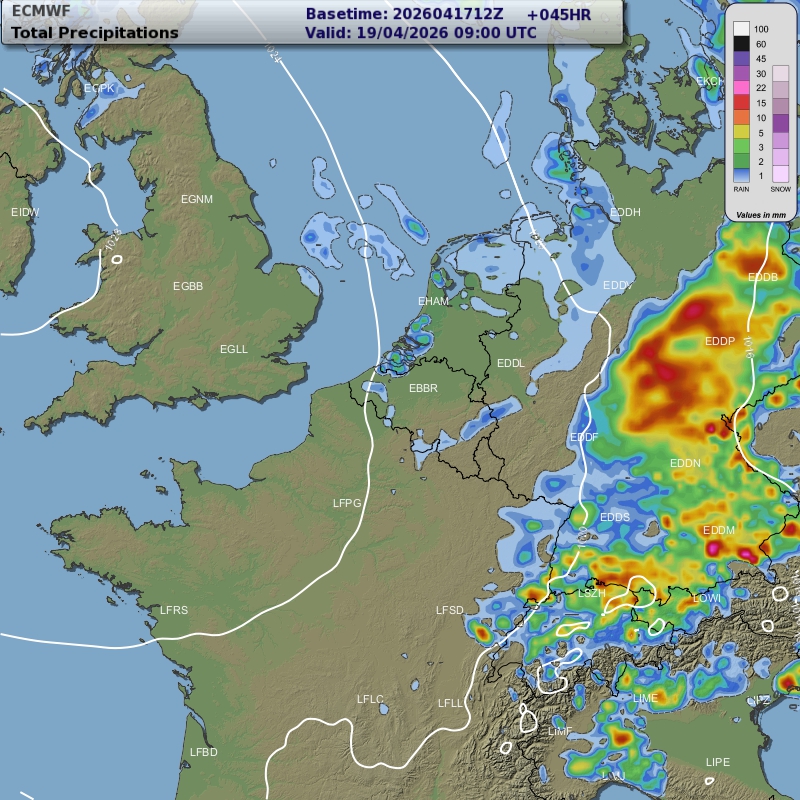 ECMWF
Basetime: 2026041712Z +045HR
Total Precipitations
Valid: 19/04/2026 09:00 UTC
1024
EGPK
EKCH
100
60
45
30
22
15
10
5
3
2
1
RAIN
SNOW
Values in mm
EGNM
EIDW
EDDH
1028
EGBB
EDDV
EDDB
EHAM
EGLL
EDDP
1016
EDDL
EBBR
EDDF
EDDN
LFPG
EDDS
EDDM
LSZH
LOWI
LFRS
LFSD
LFLC
LFLL
LIME
LIPZ
LIMF
LFBD
LIPE